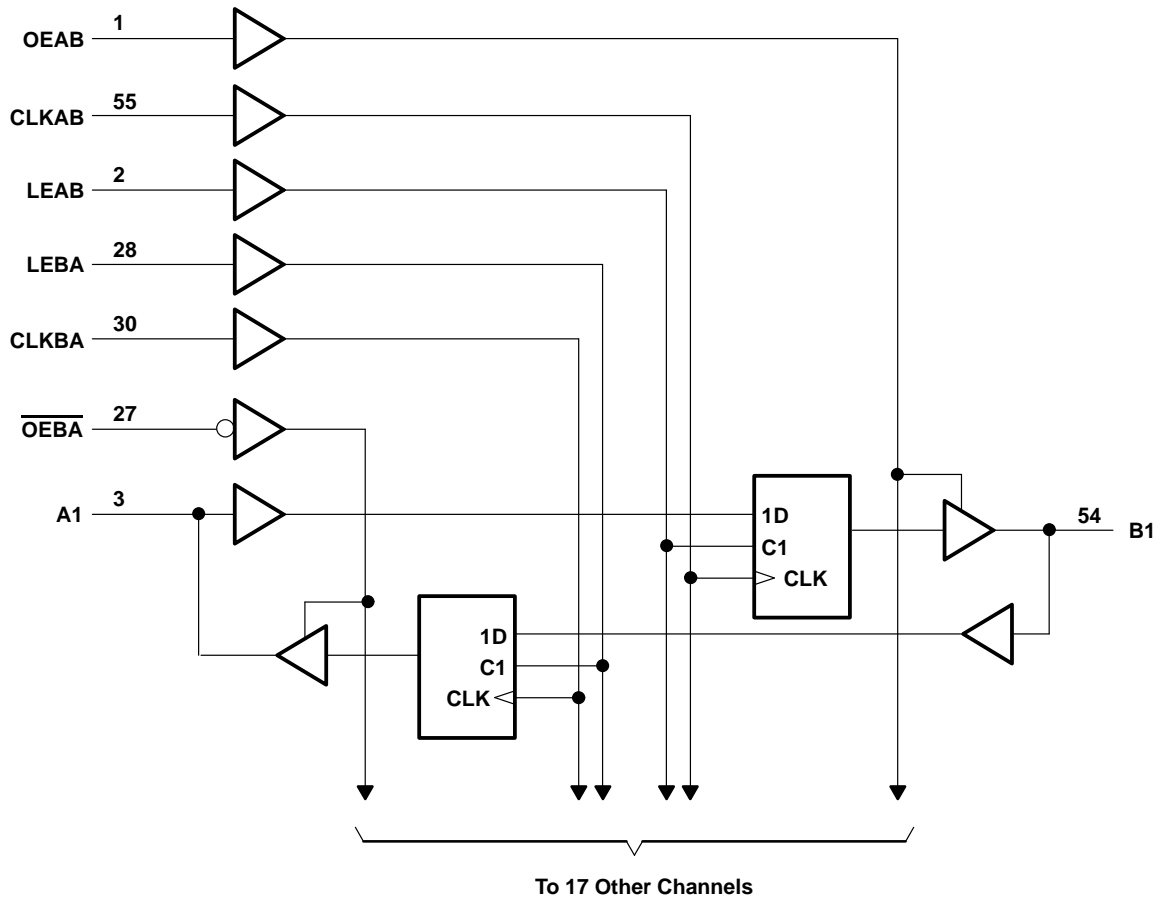 OEAB 1
CLKAB 55
LEAB 2
LEBA 28
CLKBA 30
O̅E̅B̅A̅ 27
A1 3
1D
C1
CLK
54 B1
1D
C1
CLK
To 17 Other Channels